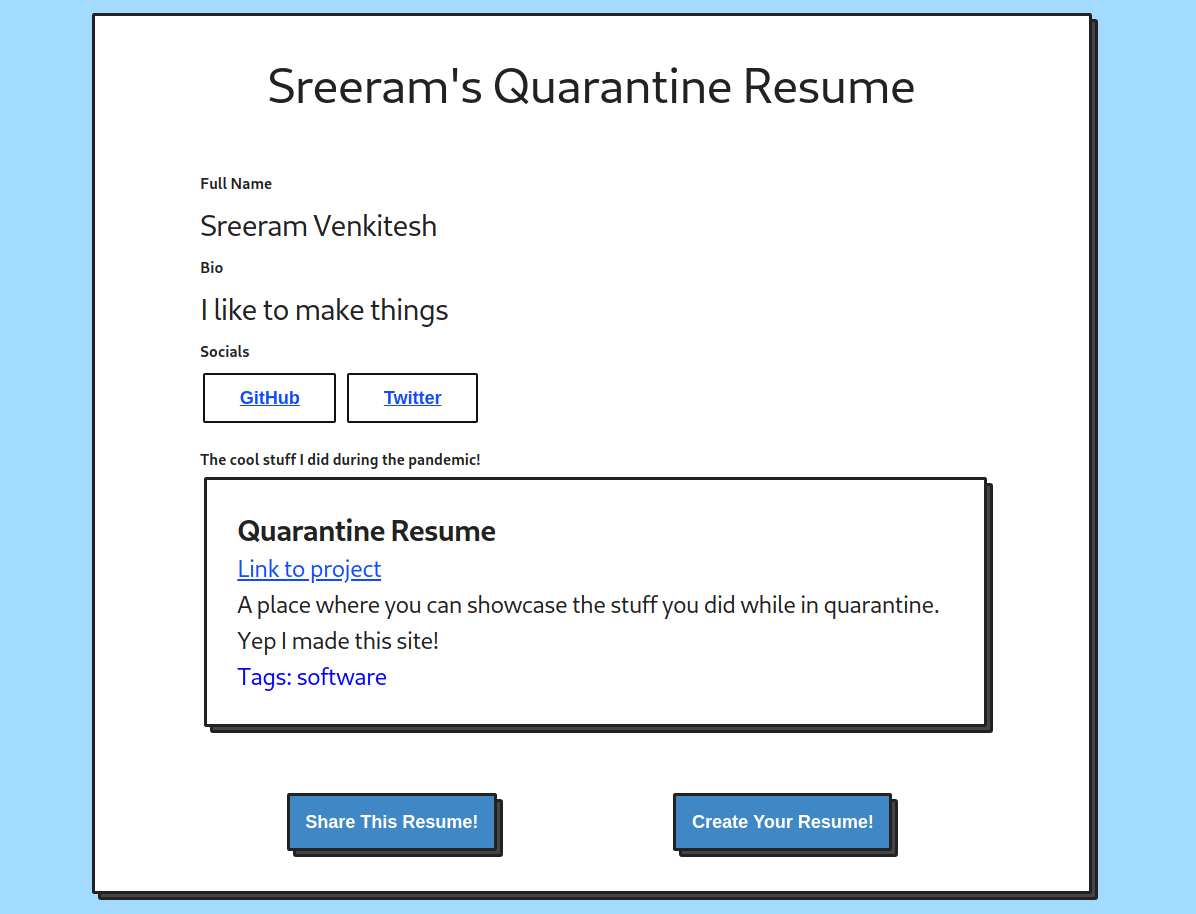 Sreeram's Quarantine Resume
Full Name
Sreeram Venkitesh
Bio
I like to make things
Socials
GitHub Twitter
The cool stuff I did during the pandemic!
Quarantine Resume
Link to project
A place where you can showcase the stuff you did while in quarantine.
Yep I made this site!
Tags: software
Share This Resume! Create Your Resume!